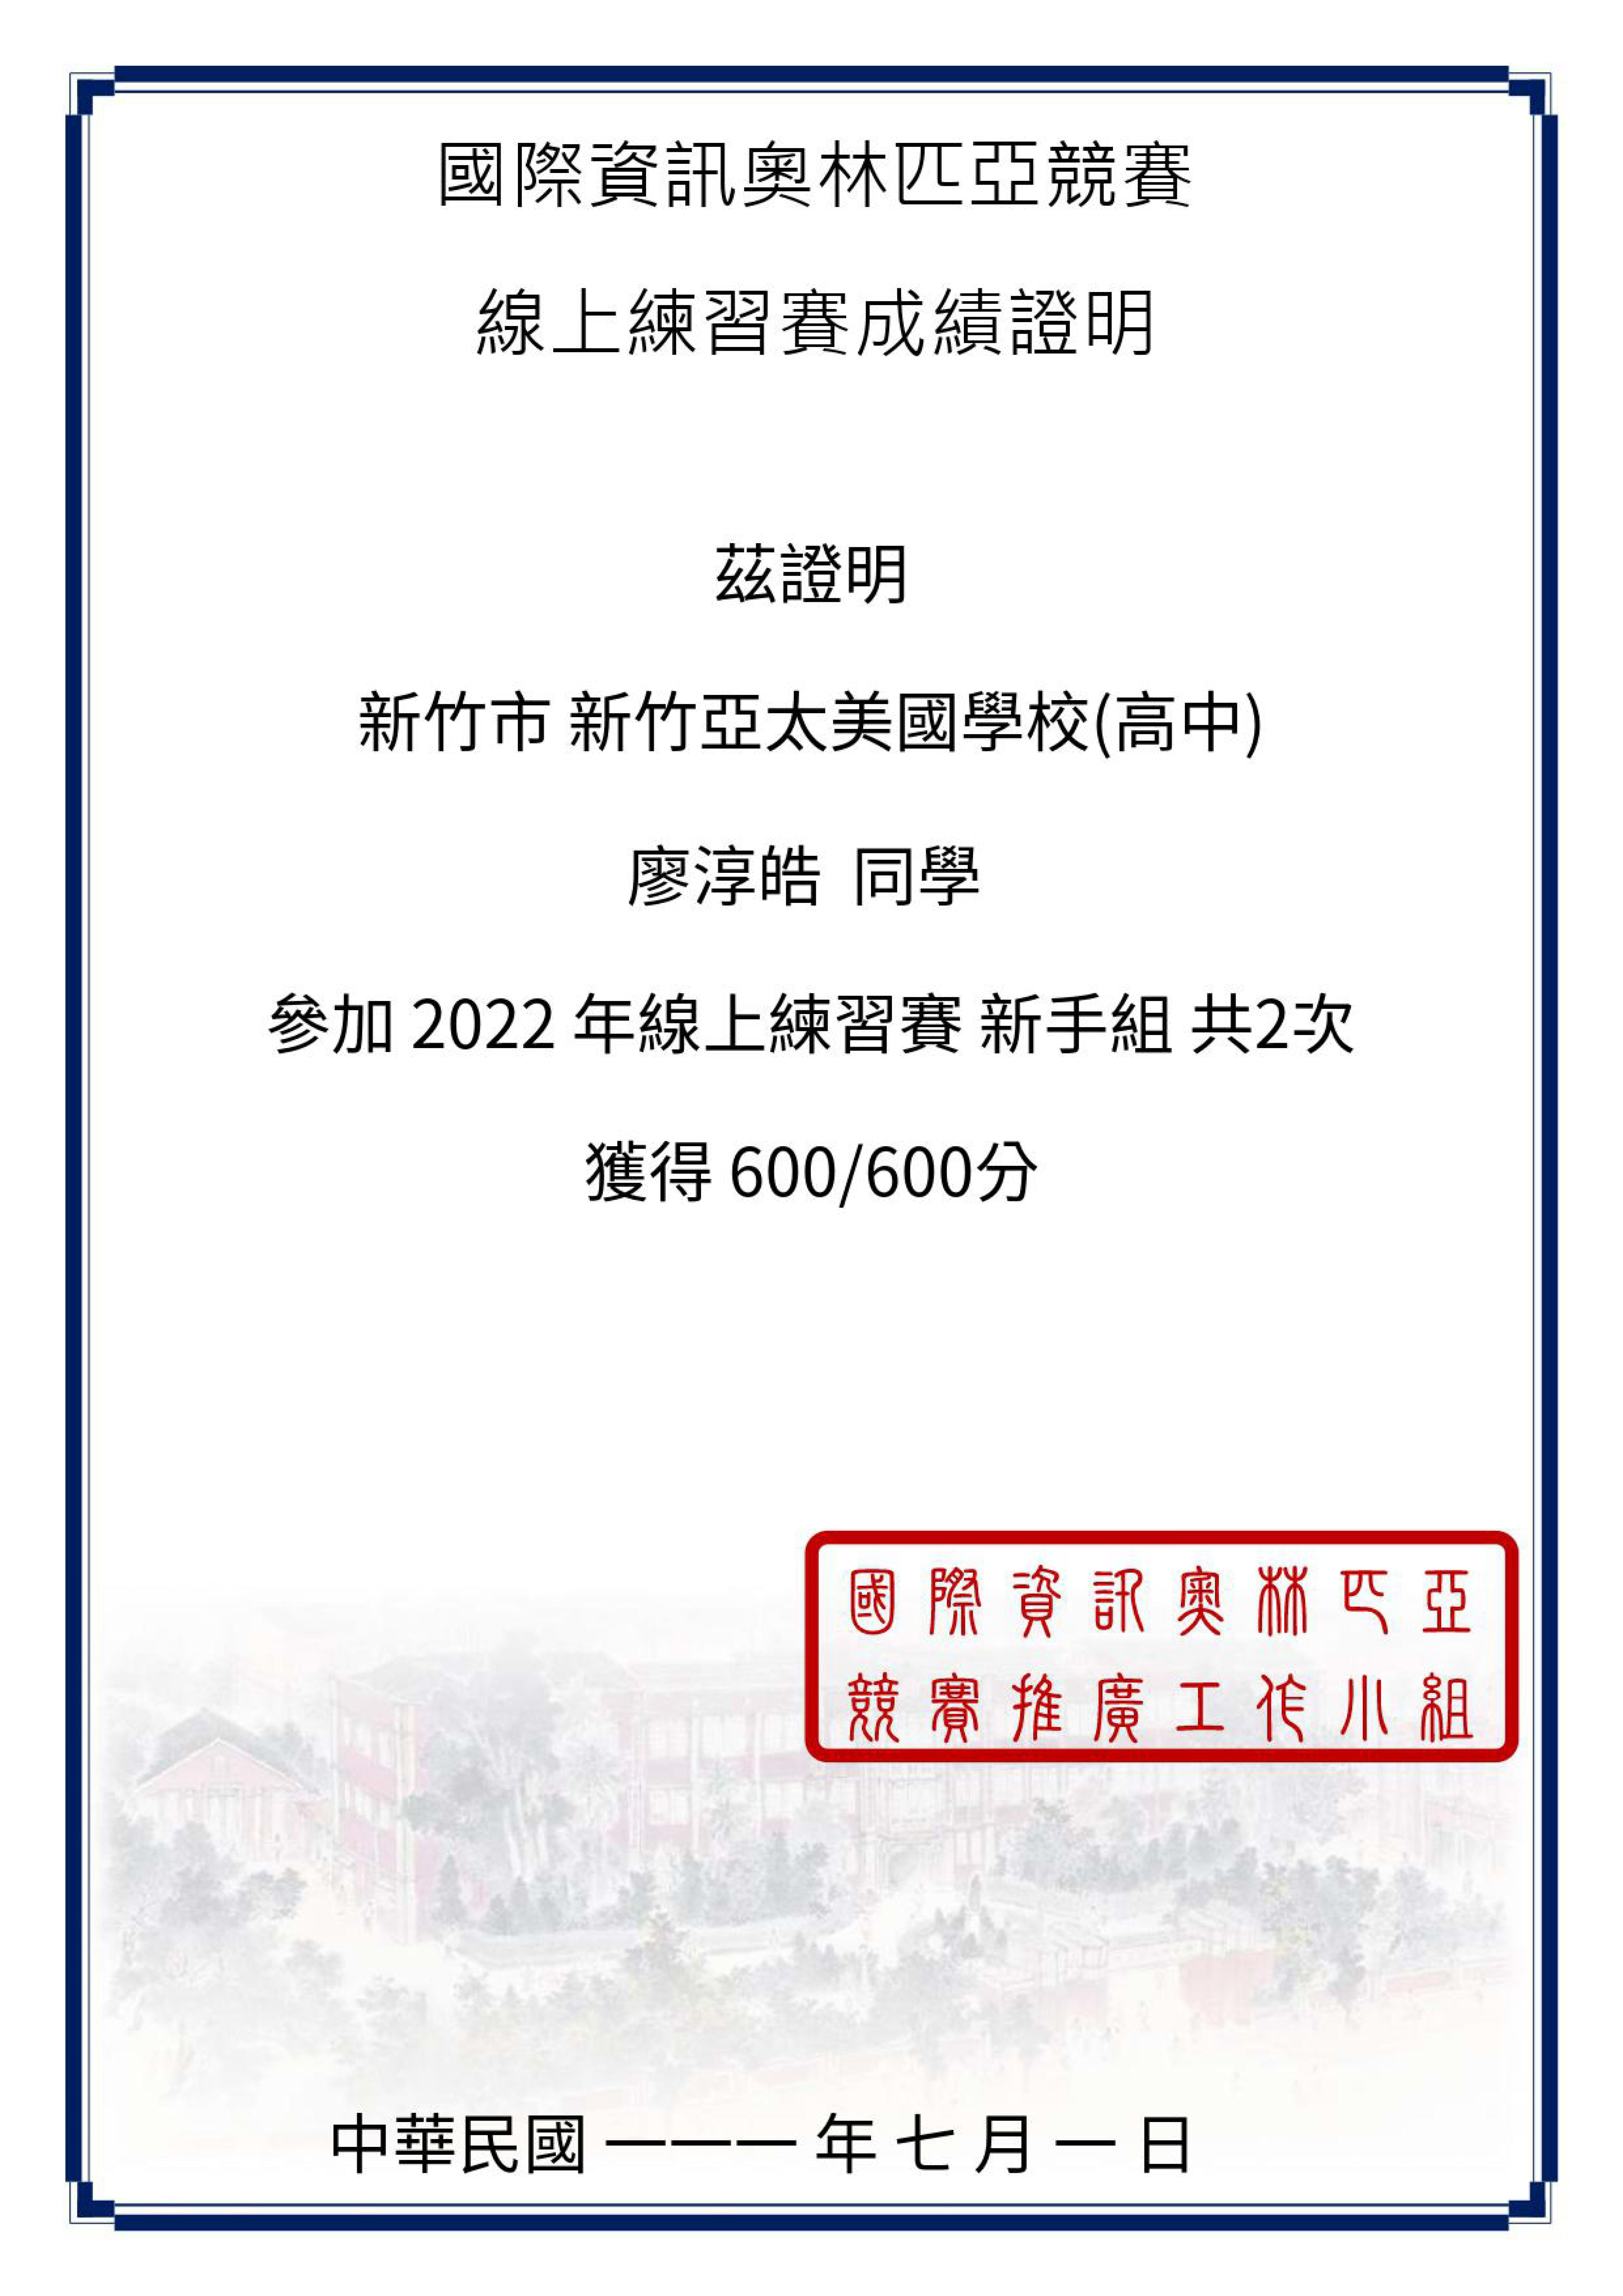 國際資訊奧林匹亞競賽
線上練習賽成績證明
茲證明
新竹市 新竹亞太美國學校(高中)
廖淳皓 同學
參加 2022 年線上練習賽 新手組 共2次
獲得 600/600分
國際資訊奧林匹亞
競賽推廣工作小組
中華民國 一一一 年 七 月 一 日